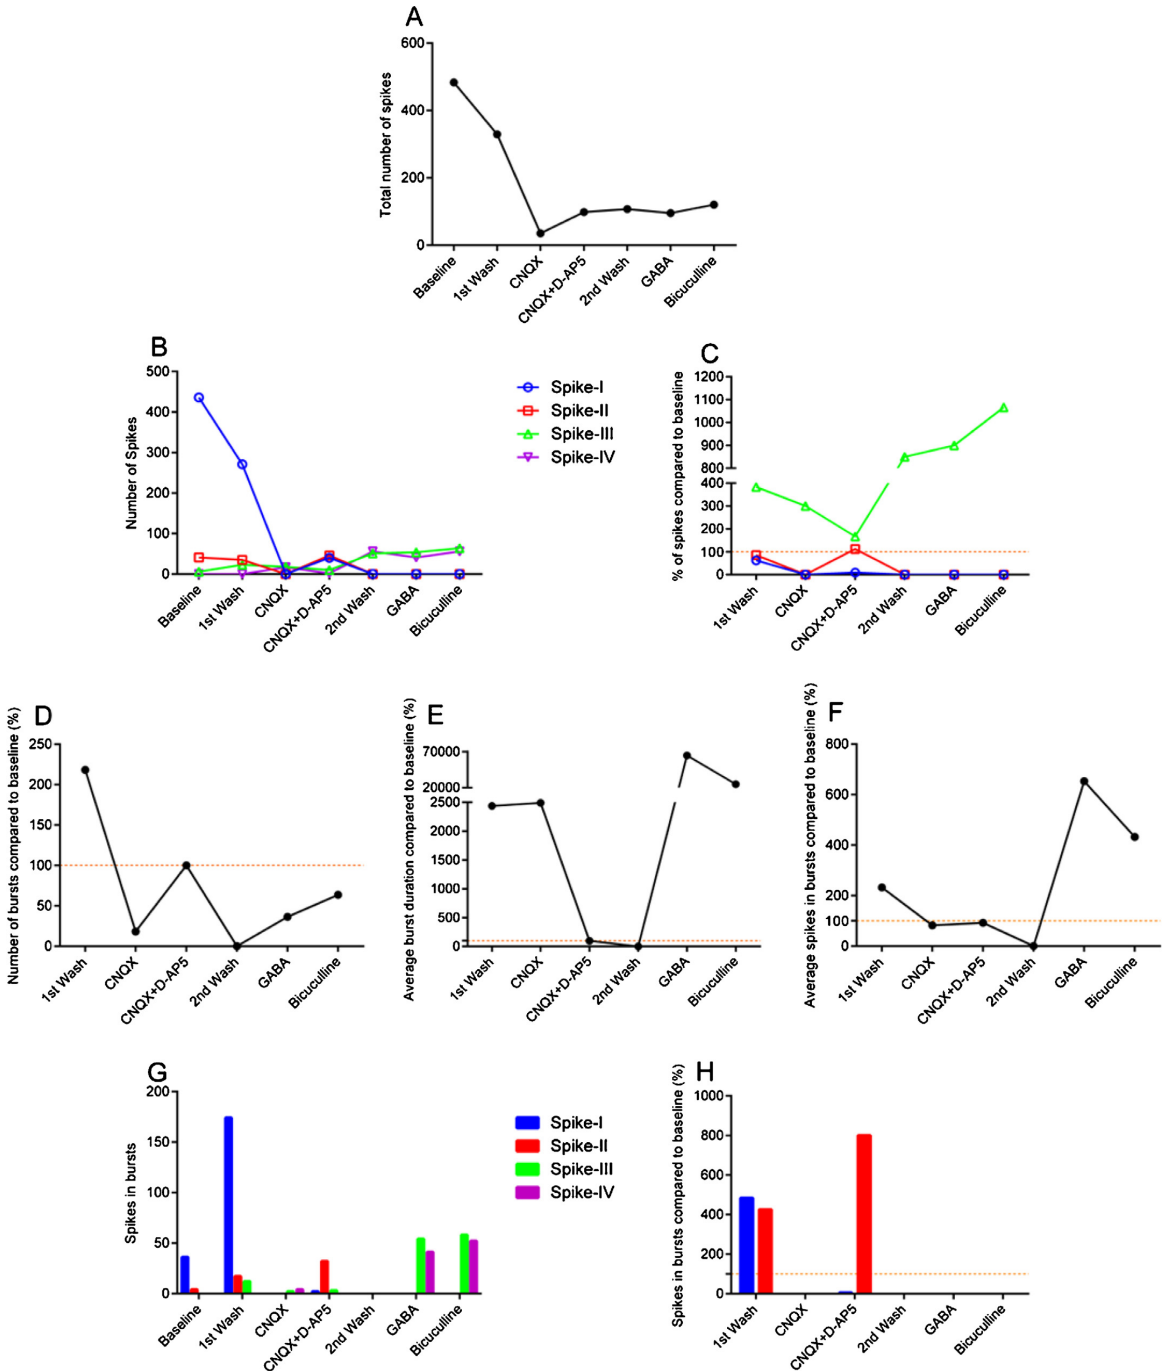 A
Total number of spikes
600
400
200
0
Baseline
1st Wash
CNQX
CNQX+D-AP5
2nd Wash
GABA
Bicuculline
B
Number of Spikes
500
400
300
200
100
0
Baseline
1st Wash
CNQX
CNQX+D-AP5
2nd Wash
GABA
Bicuculline
Spike-I
Spike-II
Spike-III
Spike-IV
C
% of spikes compared to baseline
1200
1100
1000
900
800
400
300
200
100
0
1st Wash
CNQX
CNQX+D-AP5
2nd Wash
GABA
Bicuculline
D
Number of bursts compared to baseline (%)
250
200
150
100
50
0
1st Wash
CNQX
CNQX+D-AP5
2nd Wash
GABA
Bicuculline
E
Average burst duration compared to baseline (%)
70000
20000
2500
2000
1500
1000
500
0
1st Wash
CNQX
CNQX+D-AP5
2nd Wash
GABA
Bicuculline
F
Average spikes in bursts compared to baseline (%)
800
600
400
200
100
0
1st Wash
CNQX
CNQX+D-AP5
2nd Wash
GABA
Bicuculline
G
Spikes in bursts
200
150
100
50
0
Baseline
1st Wash
CNQX
CNQX+D-AP5
2nd Wash
GABA
Bicuculline
Spike-I
Spike-II
Spike-III
Spike-IV
H
Spikes in bursts compared to baseline (%)
1000
800
600
400
200
0
1st Wash
CNQX
CNQX+D-AP5
2nd Wash
GABA
Bicuculline